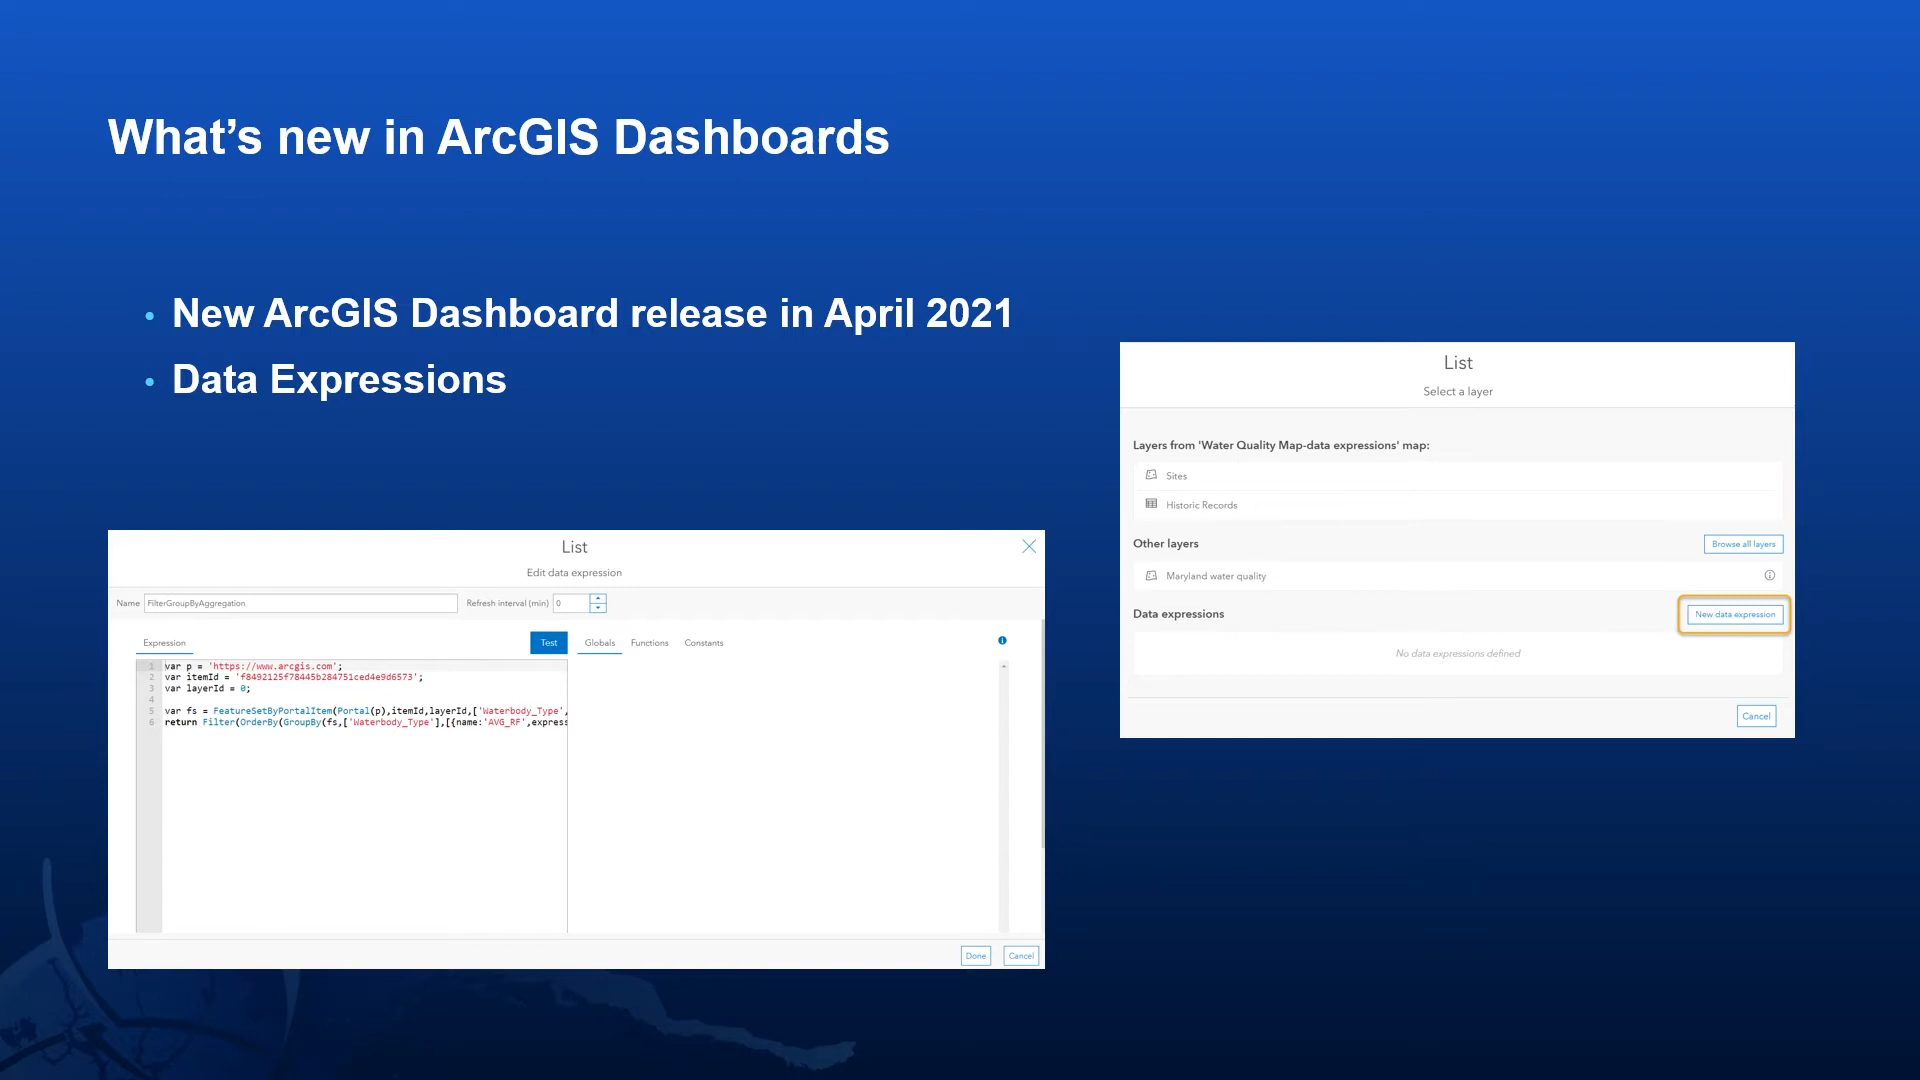 What’s new in ArcGIS Dashboards
• New ArcGIS Dashboard release in April 2021
• Data Expressions
List
Select a layer
Layers from 'Water Quality Map-data expressions' map:
Sites
Historic Records
Other layers
Browse all layers
Maryland water quality
Data expressions
New data expression
No data expressions defined
Cancel
List
Edit data expression
Name FilterGroupByAggregation Refresh interval (min) 0
Expression Test Globals Functions Constants
1 var p = 'https://www.arcgis.com';
2 var itemId = 'f8492125f78445b284751ced4e9d6573';
3 var layerId = 0;
4
5 var fs = FeatureSetByPortalItem(Portal(p),itemId,layerId,['Waterbody_Type',
6 return Filter(OrderBy(GroupBy(fs,['Waterbody_Type'],[{name:'AVG_RF',express
Done Cancel